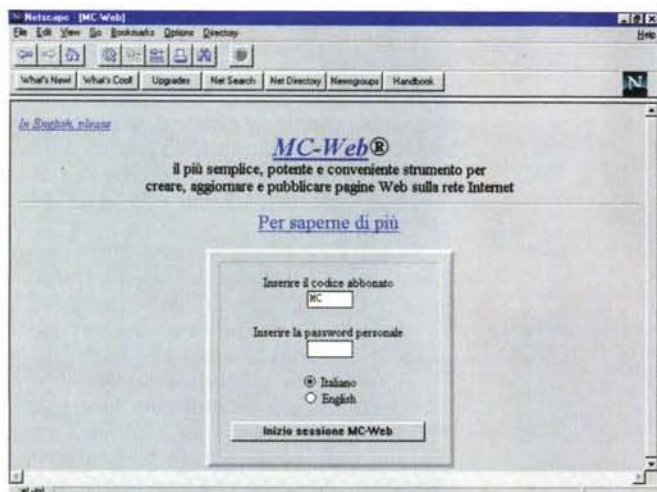 Netscape - [MC-Web]
File Edit View Go Bookmarks Options Directory Help
What's New! What's Cool! Upgrades Net Search Net Directory Newsgroups Handbook
N
In English, please
MC-Web®
il più semplice, potente e conveniente strumento per
creare, aggiornare e pubblicare pagine Web sulla rete Internet
Per saperne di più
Inserire il codice abbonato
MC
Inserire la password personale
Italiano
English
Inizio sessione MC-Web